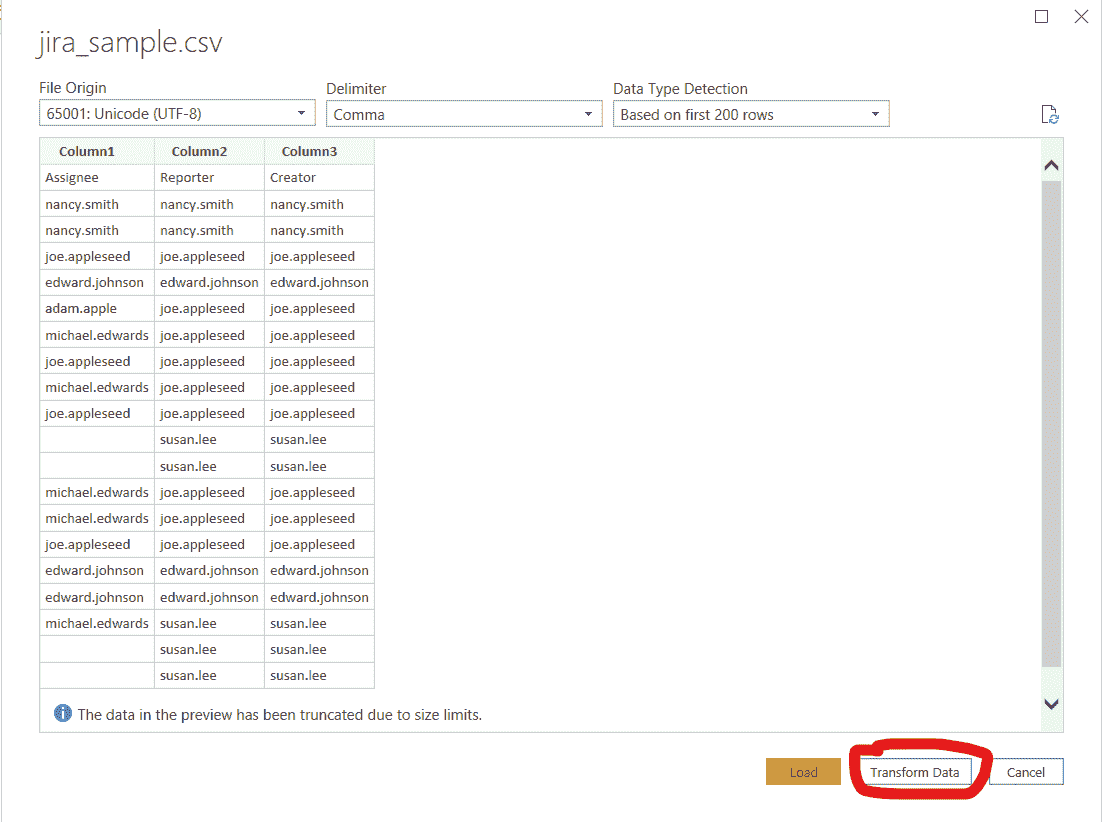 jira_sample.csv
File Origin Delimiter Data Type Detection
65001: Unicode (UTF-8) Comma Based on first 200 rows
Column1 Column2 Column3
Assignee Reporter Creator
nancy.smith nancy.smith nancy.smith
nancy.smith nancy.smith nancy.smith
joe.appleseed joe.appleseed joe.appleseed
edward.johnson edward.johnson edward.johnson
adam.apple joe.appleseed joe.appleseed
michael.edwards joe.appleseed joe.appleseed
joe.appleseed joe.appleseed joe.appleseed
michael.edwards joe.appleseed joe.appleseed
joe.appleseed joe.appleseed joe.appleseed
susan.lee susan.lee
susan.lee susan.lee
michael.edwards joe.appleseed joe.appleseed
michael.edwards joe.appleseed joe.appleseed
joe.appleseed joe.appleseed joe.appleseed
edward.johnson edward.johnson edward.johnson
edward.johnson edward.johnson edward.johnson
michael.edwards susan.lee susan.lee
susan.lee susan.lee
susan.lee susan.lee
The data in the preview has been truncated due to size limits.
Load Transform Data Cancel